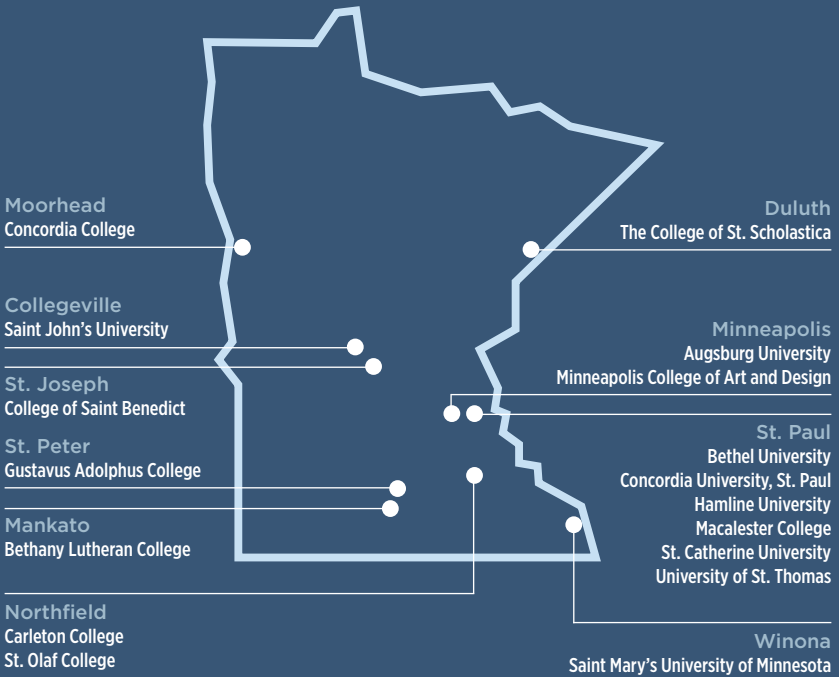 Moorhead
Concordia College
Collegeville
Saint John's University
St. Joseph
College of Saint Benedict
St. Peter
Gustavus Adolphus College
Mankato
Bethany Lutheran College
Northfield
Carleton College
St. Olaf College
Duluth
The College of St. Scholastica
Minneapolis
Augsburg University
Minneapolis College of Art and Design
St. Paul
Bethel University
Concordia University, St. Paul
Hamline University
Macalester College
St. Catherine University
University of St. Thomas
Winona
Saint Mary's University of Minnesota